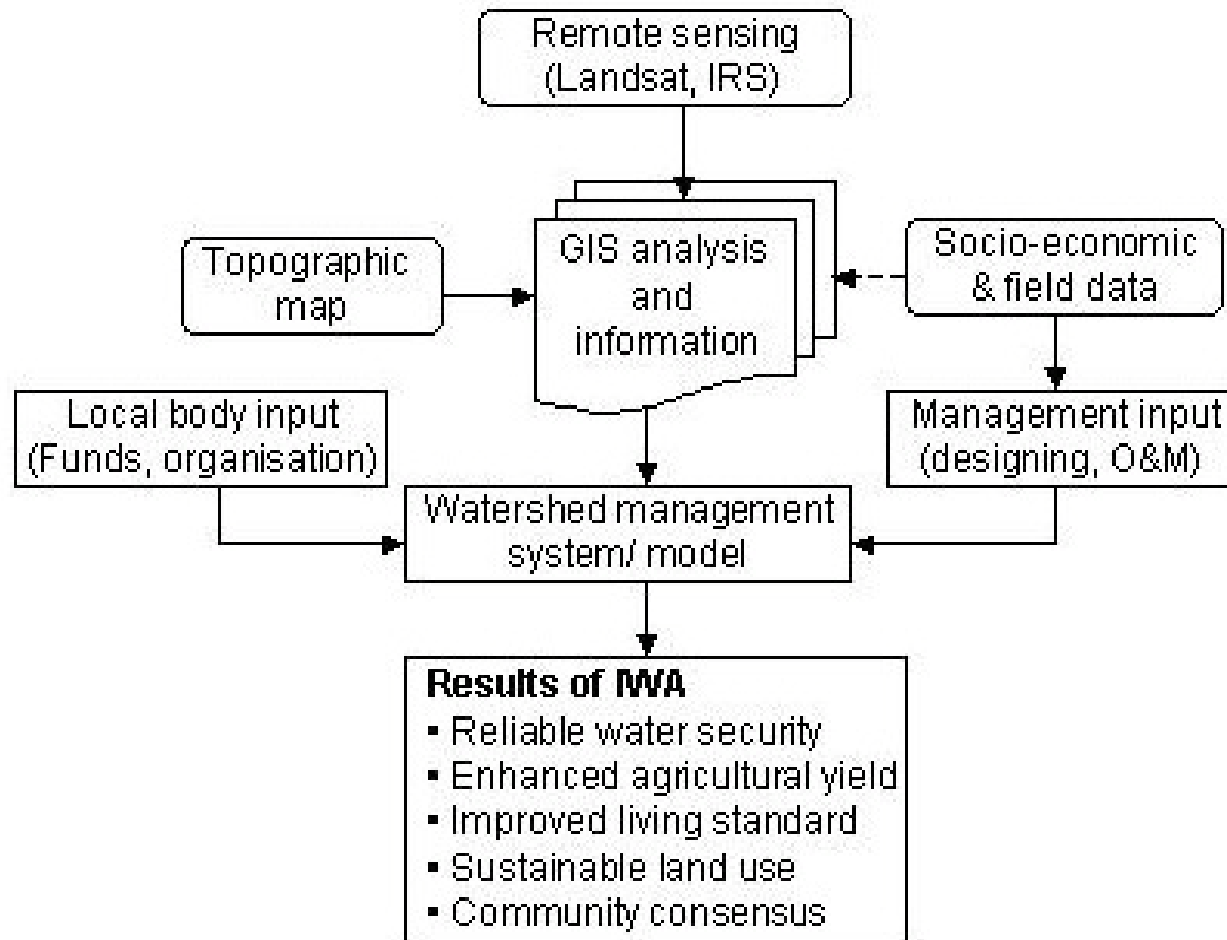 Remote sensing
(Landsat, IRS)
Topographic
map
GIS analysis
and
information
Socio-economic
& field data
Local body input
(Funds, organisation)
Management input
(designing, O&M)
Watershed management
system/ model
Results of IWA
▪ Reliable water security
▪ Enhanced agricultural yield
▪ Improved living standard
▪ Sustainable land use
▪ Community consensus